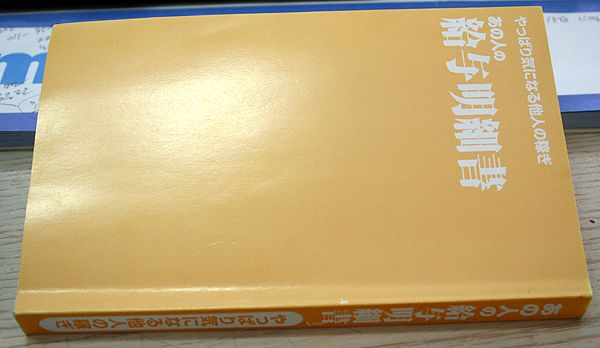 やっぱり気になる他人の稼ぎ
あの人の
給与明細書
あの人の給与明細書
やっぱり気になる他人の稼ぎ